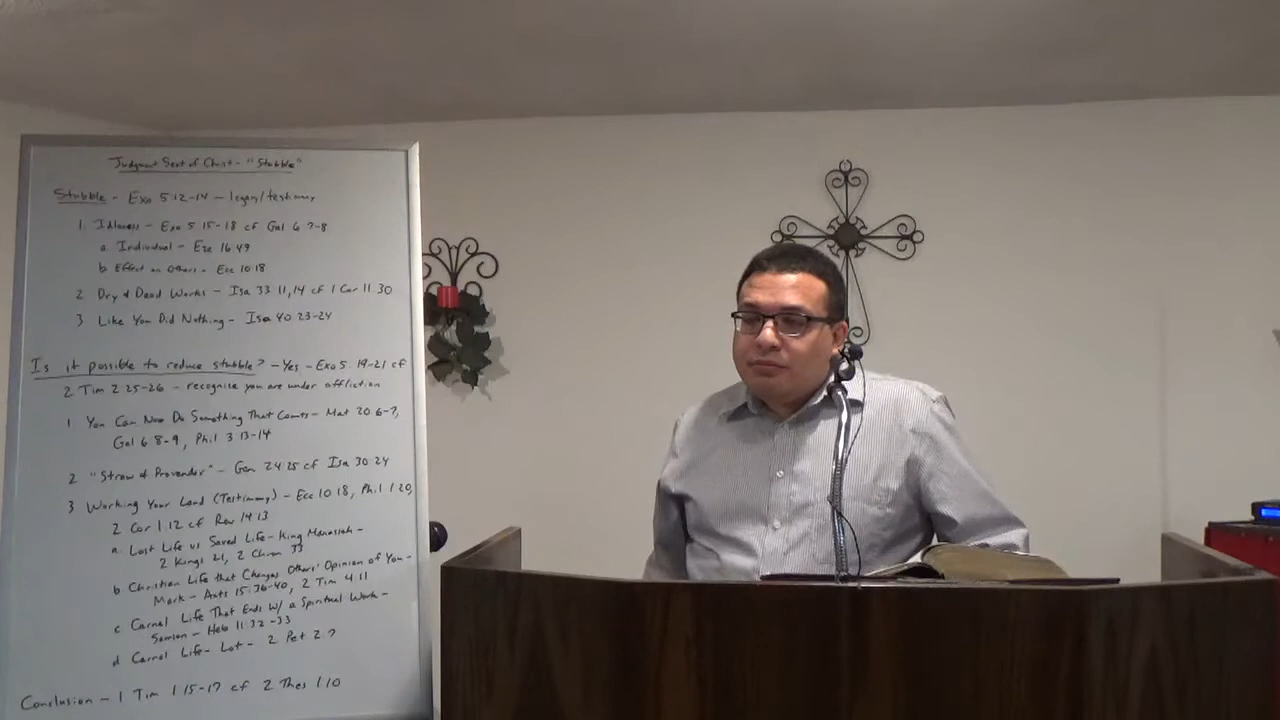 Judgment Seat of Christ - "Stubble"
Stubble - Exo 5:12-14 - legacy/testimony
1. Idleness - Exo 5 15-18 cf Gal 6 7-8
a. Individual - Eze 16:49
b Effect on Others - Ecc 10:18
2 Dry & Dead Works - Isa 33 11,14 cf 1 Cor 11.30
3 Like You Did Nothing - Isa 40 23-24
Is it possible to reduce stubble? - Yes - Exo 5. 19-21 cf
2 Tim 2 25-26 - recognise you are under affliction
1 You Can Now Do Something That Counts - Mat 20 6-7,
Gal 6 8-9, Phil 3 13-14
2 "Straw & Provender" - Gen 24:25 cf Isa 30 24
3 Working Your Land (Testimony) - Ecc 10 18, Phil 1 20,
2 Cor 1:12 cf Rev 14 13
a. Lost Life vs Saved Life - King Manassah -
2 Kings 21, 2 Chron 33
b Christian Life that Changes Others' Opinion of You -
Mark - Acts 15:36-40, 2 Tim 4 11
c Carnal Life That Ends w/ a Spiritual Work -
Samson - Heb 11:32-33
d Carnal Life - Lot - 2 Pet 2 7
Conclusion - 1 Tim 1 15-17 cf 2 Thes 1 10